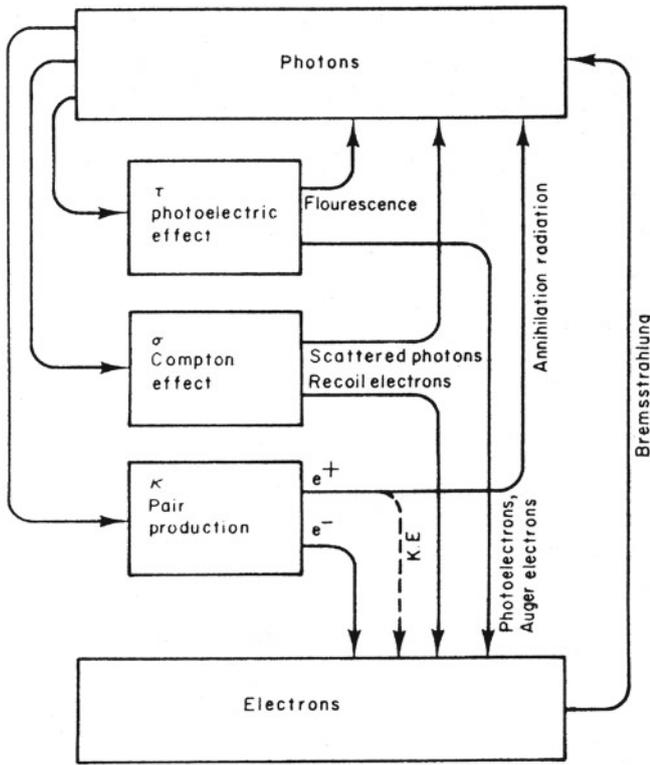 Photons
τ
photoelectric
effect
Flourescence
σ
Compton
effect
Scattered photons
Recoil electrons
κ
Pair
production
e+
e-
K.E
Photoelectrons,
Auger electrons
Annihilation radiation
Bremsstrahlung
Electrons